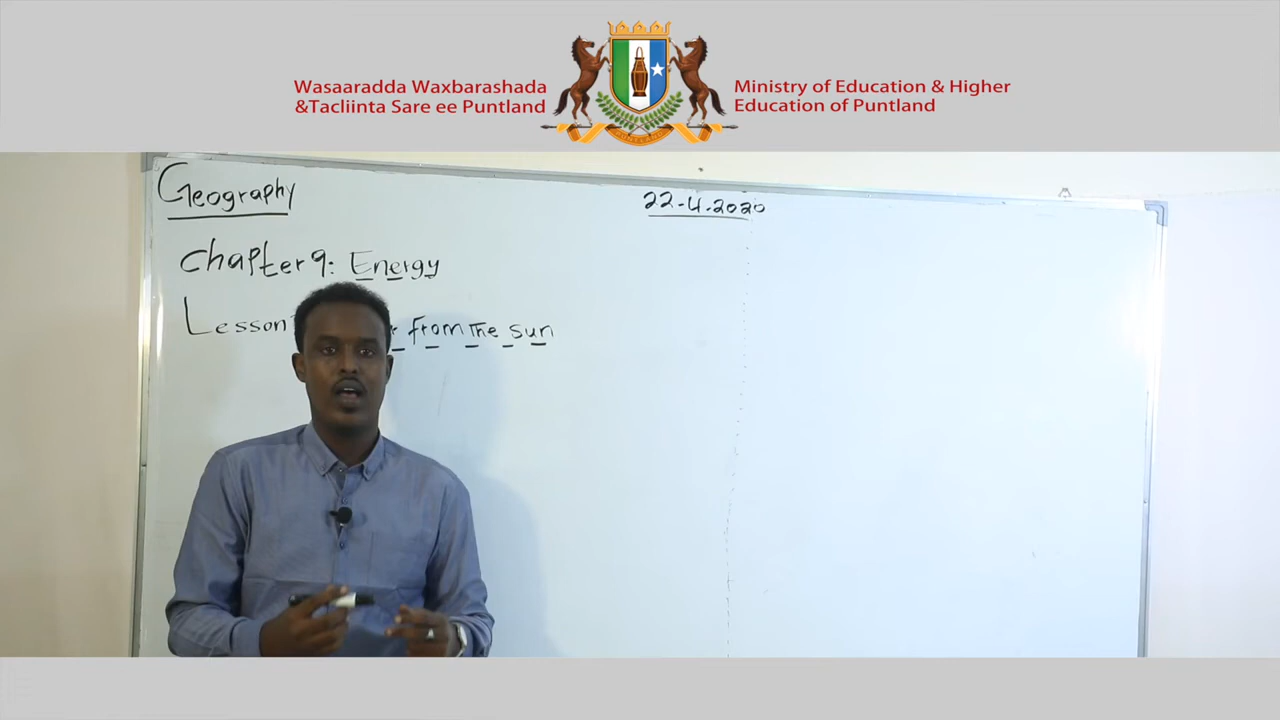 Wasaaradda Waxbarashada
&Tacliinta Sare ee Puntland
Ministry of Education & Higher
Education of Puntland
Geography
22-4-2020
Chapter 9: Energy
Lesson from the sun